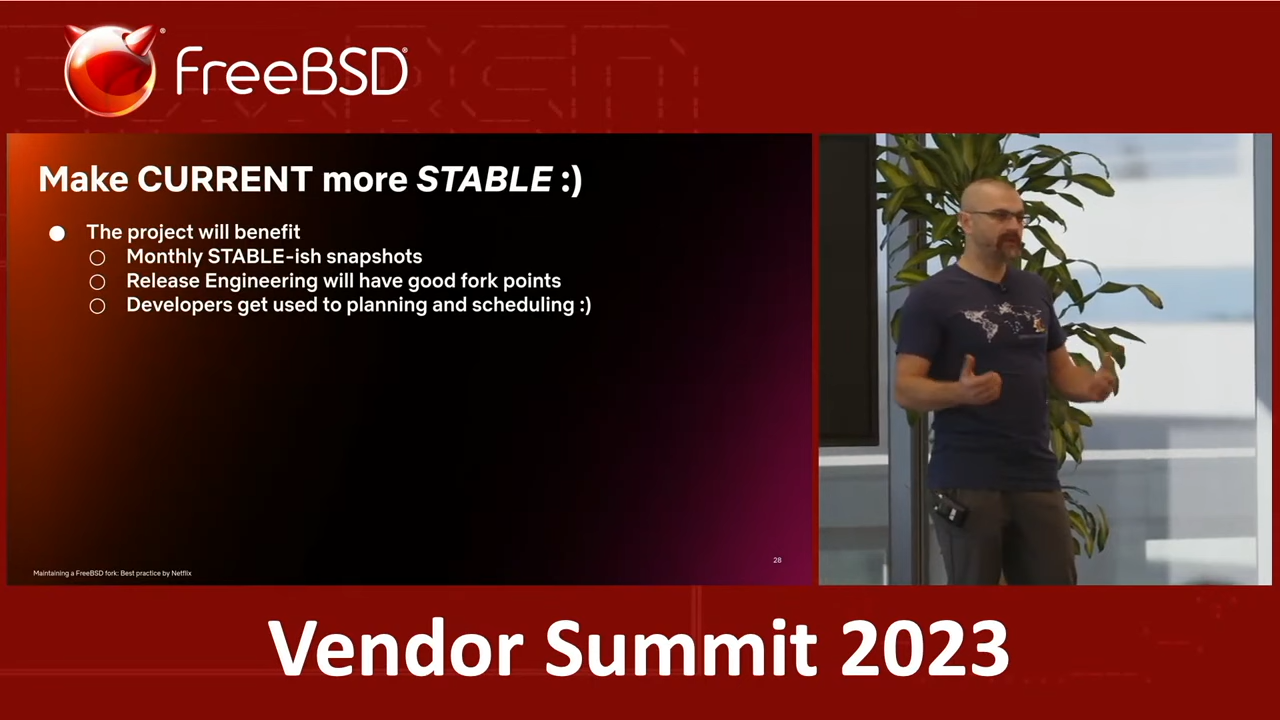 FreeBSD®
Make CURRENT more STABLE :)
● The project will benefit
○ Monthly STABLE-ish snapshots
○ Release Engineering will have good fork points
○ Developers get used to planning and scheduling :)
28
Maintaining a FreeBSD fork: Best practice by Netflix
Vendor Summit 2023